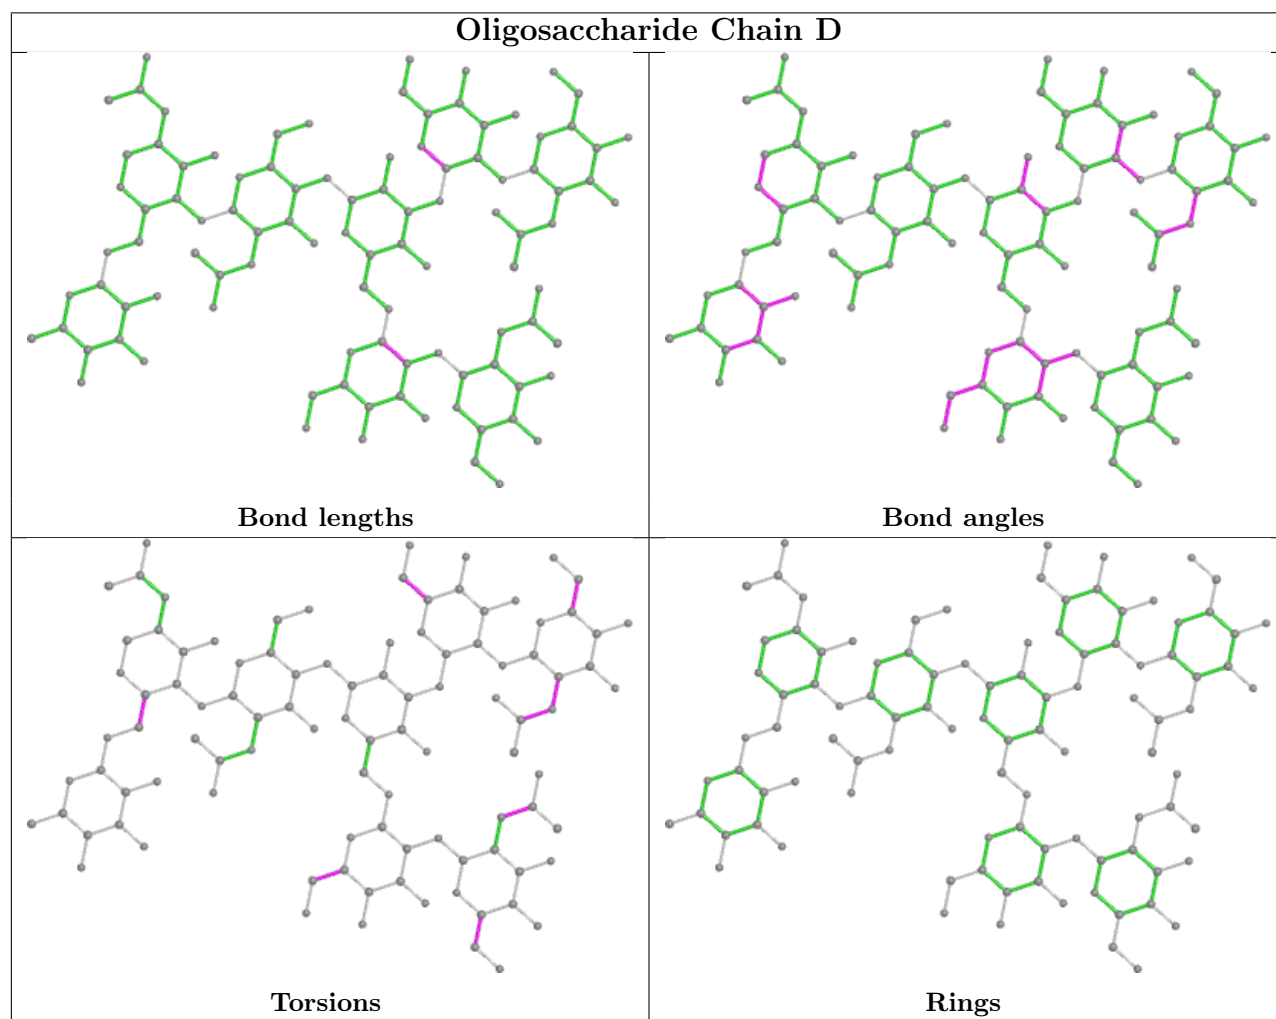 Oligosaccharide Chain D
Bond lengths
Bond angles
Torsions
Rings